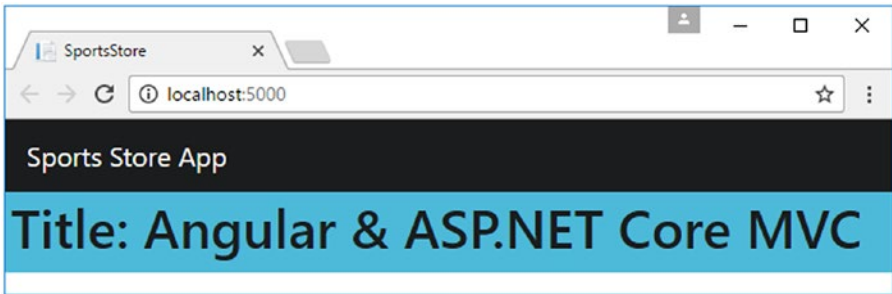 SportsStore
localhost:5000
Sports Store App
Title: Angular & ASP.NET Core MVC